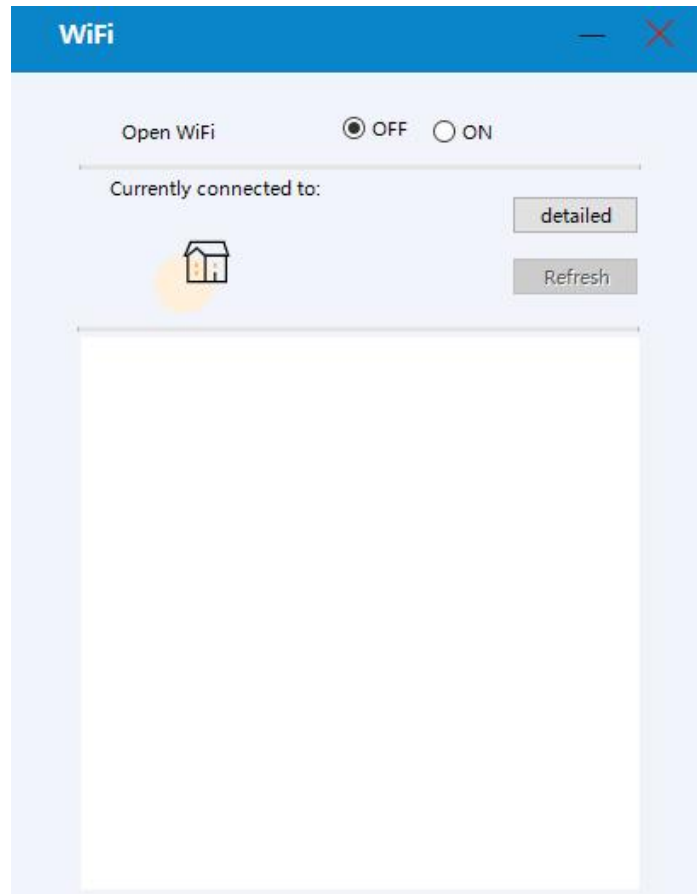 WiFi
Open WiFi OFF ON
Currently connected to:
detailed
Refresh